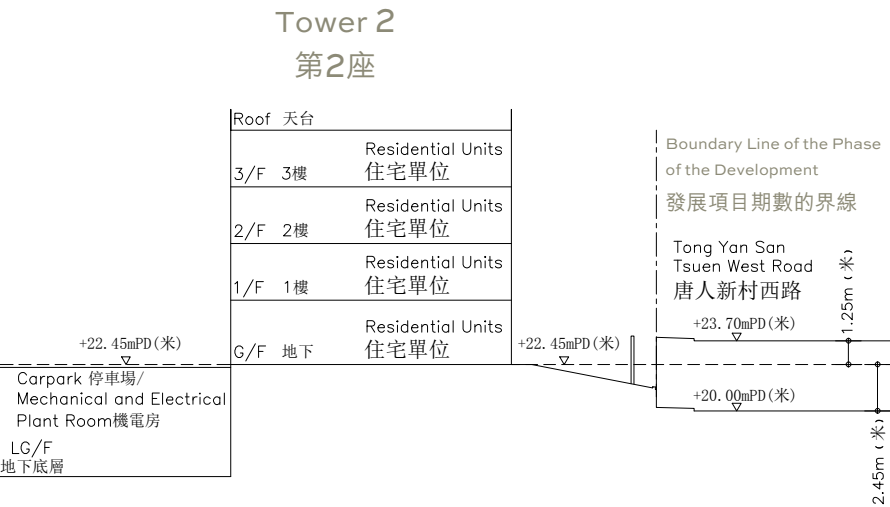 Tower 2
第2座
Roof 天台
Residential Units
3/F 3樓 住宅單位
Residential Units
2/F 2樓 住宅單位
Residential Units
1/F 1樓 住宅單位
Residential Units
G/F 地下 住宅單位
+22.45mPD(米)
Carpark 停車場/
Mechanical and Electrical
Plant Room機電房
LG/F
地下底層
+22.45mPD(米)
Boundary Line of the Phase
of the Development
發展項目期數的界線
Tong Yan San
Tsuen West Road
唐人新村西路
+23.70mPD(米)
+20.00mPD(米)
1.25m (米)
2.45m (米)